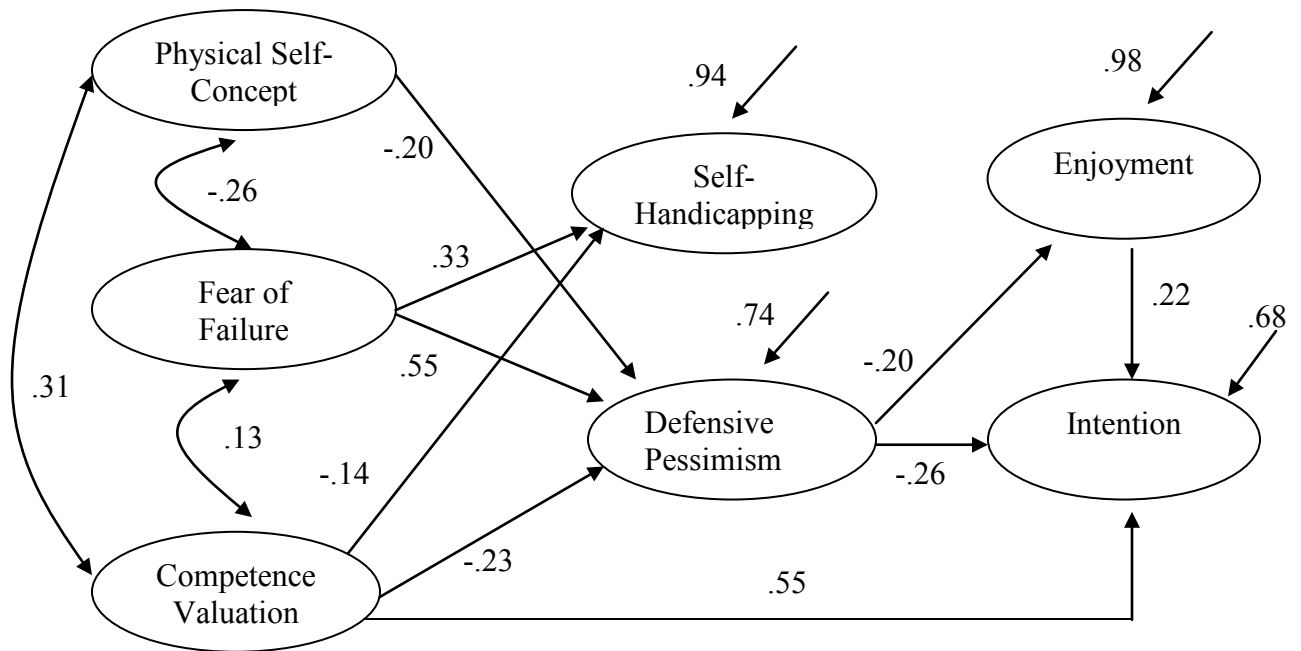 Physical Self-
Concept
.94
.98
-.20
Self-
Handicapping
Enjoyment
-.26
.33
Fear of
Failure
.22
.74
.68
.55
-.20
.31
Defensive
Pessimism
Intention
.13
-.14
-.26
-.23
Competence
Valuation
.55